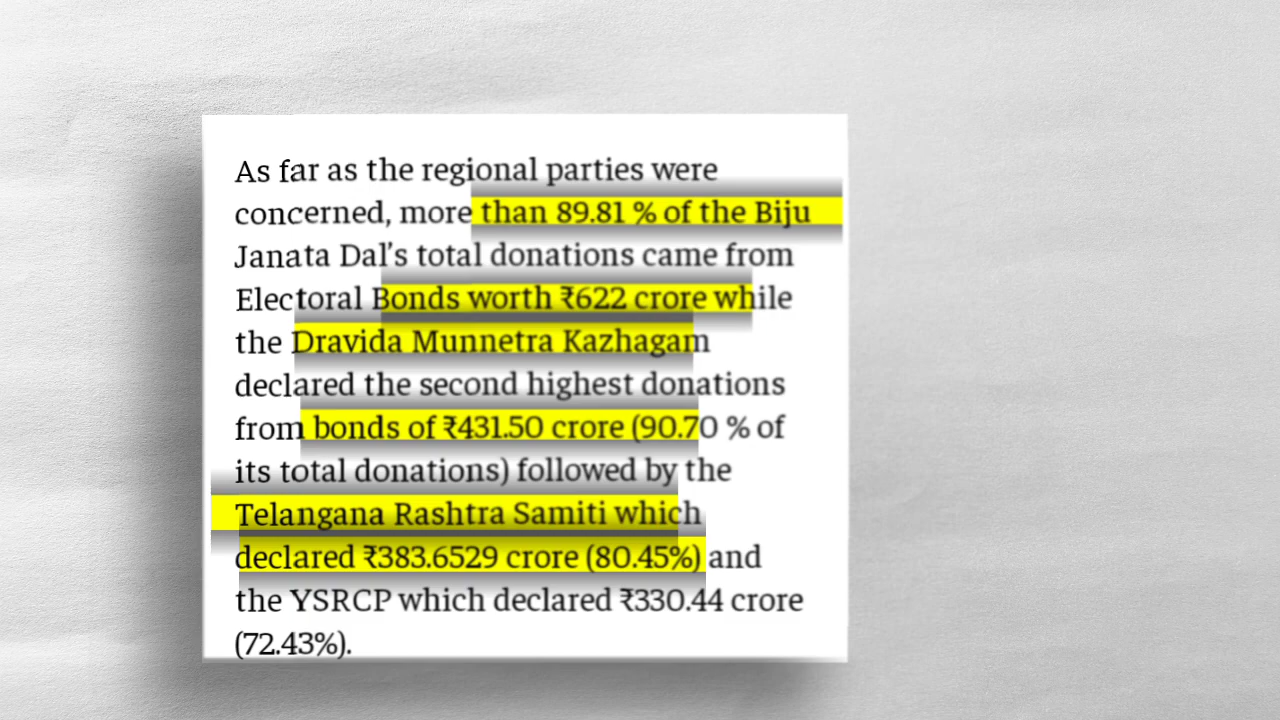 As far as the regional parties were
concerned, more than 89.81 % of the Biju
Janata Dal's total donations came from
Electoral Bonds worth ₹622 crore while
the Dravida Munnetra Kazhagam
declared the second highest donations
from bonds of ₹431.50 crore (90.70 % of
its total donations) followed by the
Telangana Rashtra Samiti which
declared ₹383.6529 crore (80.45%) and
the YSRCP which declared ₹330.44 crore
(72.43%).